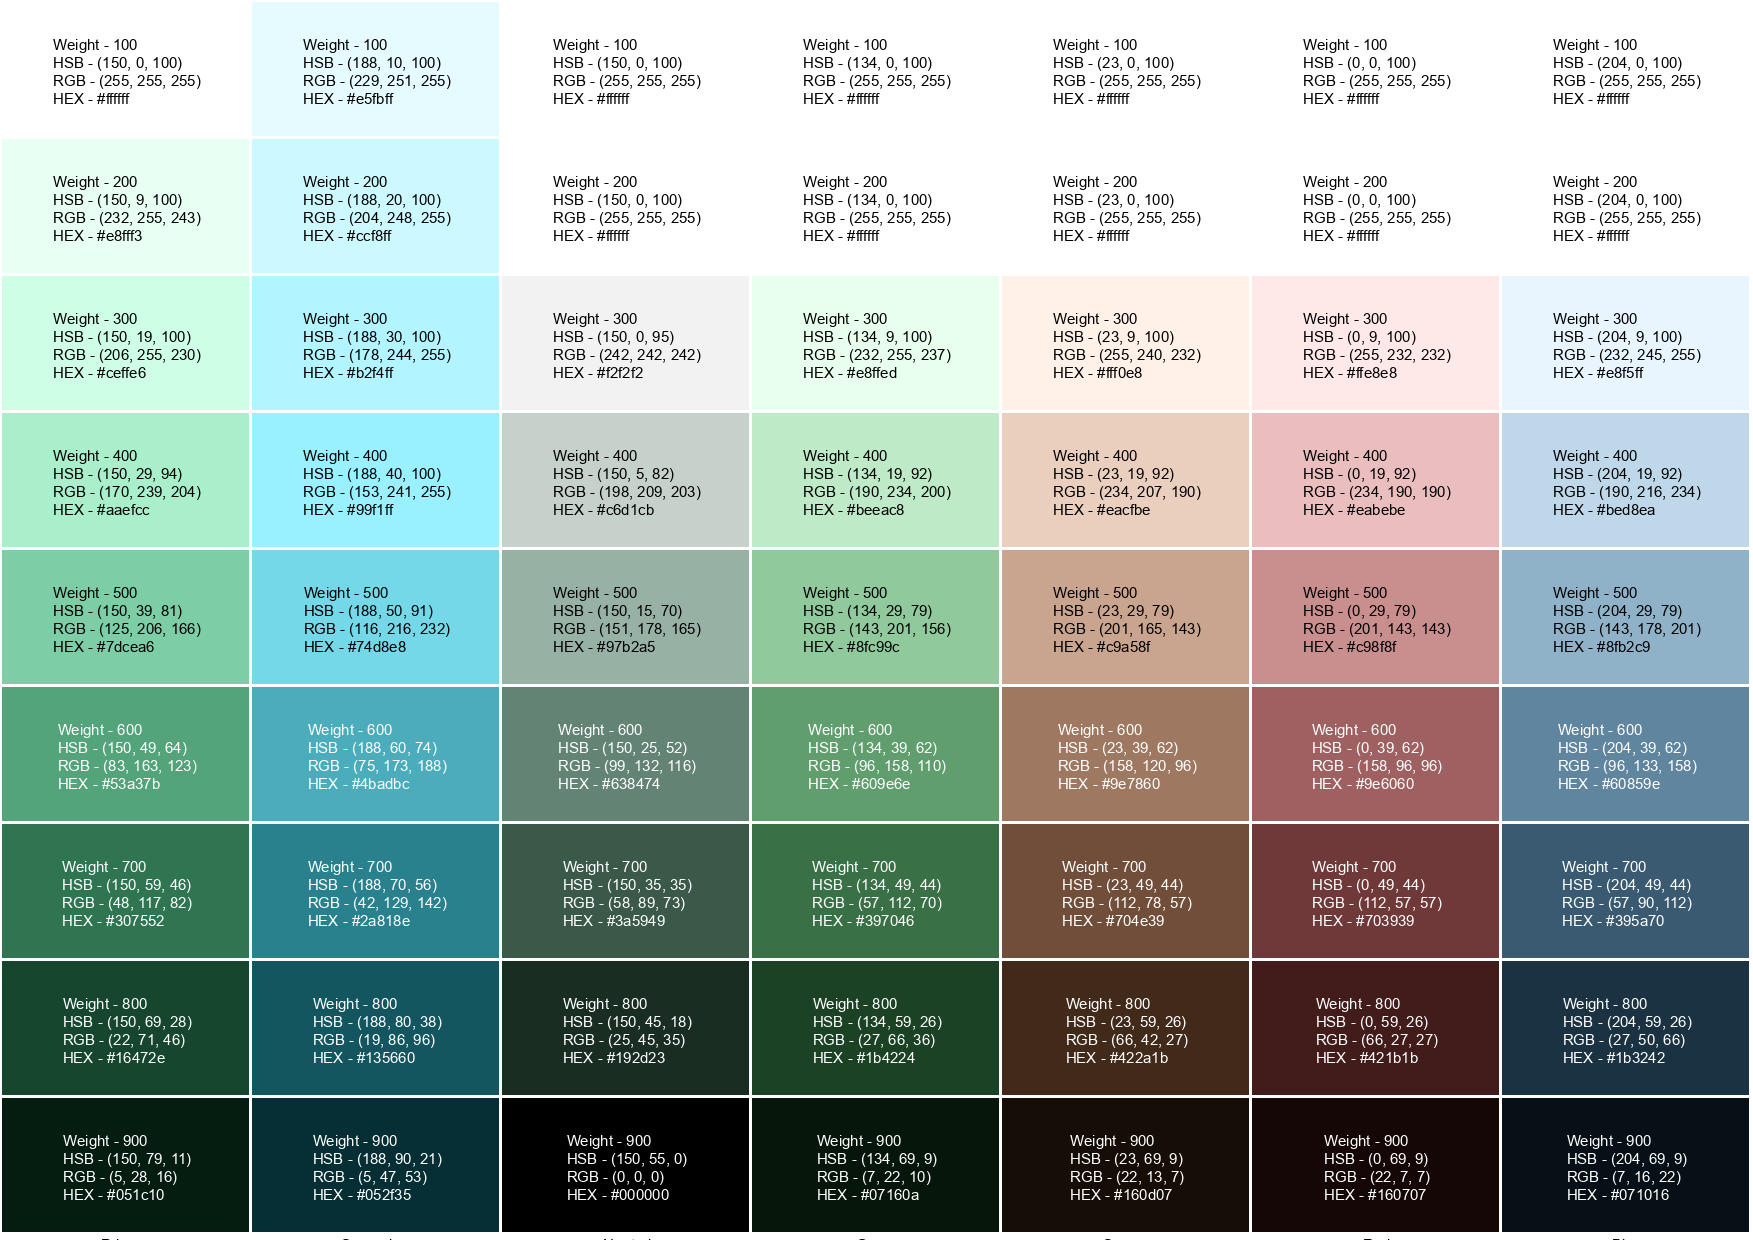 Weight - 100
HSB - (150, 0, 100)
RGB - (255, 255, 255)
HEX - #ffffff
Weight - 100
HSB - (188, 10, 100)
RGB - (229, 251, 255)
HEX - #e5fbff
Weight - 100
HSB - (150, 0, 100)
RGB - (255, 255, 255)
HEX - #ffffff
Weight - 100
HSB - (134, 0, 100)
RGB - (255, 255, 255)
HEX - #ffffff
Weight - 100
HSB - (23, 0, 100)
RGB - (255, 255, 255)
HEX - #ffffff
Weight - 100
HSB - (0, 0, 100)
RGB - (255, 255, 255)
HEX - #ffffff
Weight - 100
HSB - (204, 0, 100)
RGB - (255, 255, 255)
HEX - #ffffff
Weight - 200
HSB - (150, 9, 100)
RGB - (232, 255, 243)
HEX - #e8fff3
Weight - 200
HSB - (188, 20, 100)
RGB - (204, 248, 255)
HEX - #ccf8ff
Weight - 200
HSB - (150, 0, 100)
RGB - (255, 255, 255)
HEX - #ffffff
Weight - 200
HSB - (134, 0, 100)
RGB - (255, 255, 255)
HEX - #ffffff
Weight - 200
HSB - (23, 0, 100)
RGB - (255, 255, 255)
HEX - #ffffff
Weight - 200
HSB - (0, 0, 100)
RGB - (255, 255, 255)
HEX - #ffffff
Weight - 200
HSB - (204, 0, 100)
RGB - (255, 255, 255)
HEX - #ffffff
Weight - 300
HSB - (150, 19, 100)
RGB - (206, 255, 230)
HEX - #ceffe6
Weight - 300
HSB - (188, 30, 100)
RGB - (178, 244, 255)
HEX - #b2f4ff
Weight - 300
HSB - (150, 0, 95)
RGB - (242, 242, 242)
HEX - #f2f2f2
Weight - 300
HSB - (134, 9, 100)
RGB - (232, 255, 237)
HEX - #e8ffed
Weight - 300
HSB - (23, 9, 100)
RGB - (255, 240, 232)
HEX - #fff0e8
Weight - 300
HSB - (0, 9, 100)
RGB - (255, 232, 232)
HEX - #ffe8e8
Weight - 300
HSB - (204, 9, 100)
RGB - (232, 245, 255)
HEX - #e8f5ff
Weight - 400
HSB - (150, 29, 94)
RGB - (170, 239, 204)
HEX - #aaefcc
Weight - 400
HSB - (188, 40, 100)
RGB - (153, 241, 255)
HEX - #99f1ff
Weight - 400
HSB - (150, 5, 82)
RGB - (198, 209, 203)
HEX - #c6d1cb
Weight - 400
HSB - (134, 19, 92)
RGB - (190, 234, 200)
HEX - #beeac8
Weight - 400
HSB - (23, 19, 92)
RGB - (234, 207, 190)
HEX - #eacfbe
Weight - 400
HSB - (0, 19, 92)
RGB - (234, 190, 190)
HEX - #eabebe
Weight - 400
HSB - (204, 19, 92)
RGB - (190, 216, 234)
HEX - #bed8ea
Weight - 500
HSB - (150, 39, 81)
RGB - (125, 206, 166)
HEX - #7dcea6
Weight - 500
HSB - (188, 50, 91)
RGB - (116, 216, 232)
HEX - #74d8e8
Weight - 500
HSB - (150, 15, 70)
RGB - (151, 178, 165)
HEX - #97b2a5
Weight - 500
HSB - (134, 29, 79)
RGB - (143, 201, 156)
HEX - #8fc99c
Weight - 500
HSB - (23, 29, 79)
RGB - (201, 165, 143)
HEX - #c9a58f
Weight - 500
HSB - (0, 29, 79)
RGB - (201, 143, 143)
HEX - #c98f8f
Weight - 500
HSB - (204, 29, 79)
RGB - (143, 178, 201)
HEX - #8fb2c9
Weight - 600
HSB - (150, 49, 64)
RGB - (83, 163, 123)
HEX - #53a37b
Weight - 600
HSB - (188, 60, 74)
RGB - (75, 173, 188)
HEX - #4badbc
Weight - 600
HSB - (150, 25, 52)
RGB - (99, 132, 116)
HEX - #638474
Weight - 600
HSB - (134, 39, 62)
RGB - (96, 158, 110)
HEX - #609e6e
Weight - 600
HSB - (23, 39, 62)
RGB - (158, 120, 96)
HEX - #9e7860
Weight - 600
HSB - (0, 39, 62)
RGB - (158, 96, 96)
HEX - #9e6060
Weight - 600
HSB - (204, 39, 62)
RGB - (96, 133, 158)
HEX - #60859e
Weight - 700
HSB - (150, 59, 46)
RGB - (48, 117, 82)
HEX - #307552
Weight - 700
HSB - (188, 70, 56)
RGB - (42, 129, 142)
HEX - #2a818e
Weight - 700
HSB - (150, 35, 35)
RGB - (58, 89, 73)
HEX - #3a5949
Weight - 700
HSB - (134, 49, 44)
RGB - (57, 112, 70)
HEX - #397046
Weight - 700
HSB - (23, 49, 44)
RGB - (112, 78, 57)
HEX - #704e39
Weight - 700
HSB - (0, 49, 44)
RGB - (112, 57, 57)
HEX - #703939
Weight - 700
HSB - (204, 49, 44)
RGB - (57, 90, 112)
HEX - #395a70
Weight - 800
HSB - (150, 69, 28)
RGB - (22, 71, 46)
HEX - #16472e
Weight - 800
HSB - (188, 80, 38)
RGB - (19, 86, 96)
HEX - #135660
Weight - 800
HSB - (150, 45, 18)
RGB - (25, 45, 35)
HEX - #192d23
Weight - 800
HSB - (134, 59, 26)
RGB - (27, 66, 36)
HEX - #1b4224
Weight - 800
HSB - (23, 59, 26)
RGB - (66, 42, 27)
HEX - #422a1b
Weight - 800
HSB - (0, 59, 26)
RGB - (66, 27, 27)
HEX - #421b1b
Weight - 800
HSB - (204, 59, 26)
RGB - (27, 50, 66)
HEX - #1b3242
Weight - 900
HSB - (150, 79, 11)
RGB - (5, 28, 16)
HEX - #051c10
Weight - 900
HSB - (188, 90, 21)
RGB - (5, 47, 53)
HEX - #052f35
Weight - 900
HSB - (150, 55, 0)
RGB - (0, 0, 0)
HEX - #000000
Weight - 900
HSB - (134, 69, 9)
RGB - (7, 22, 10)
HEX - #07160a
Weight - 900
HSB - (23, 69, 9)
RGB - (22, 13, 7)
HEX - #160d07
Weight - 900
HSB - (0, 69, 9)
RGB - (22, 7, 7)
HEX - #160707
Weight - 900
HSB - (204, 69, 9)
RGB - (7, 16, 22)
HEX - #071016